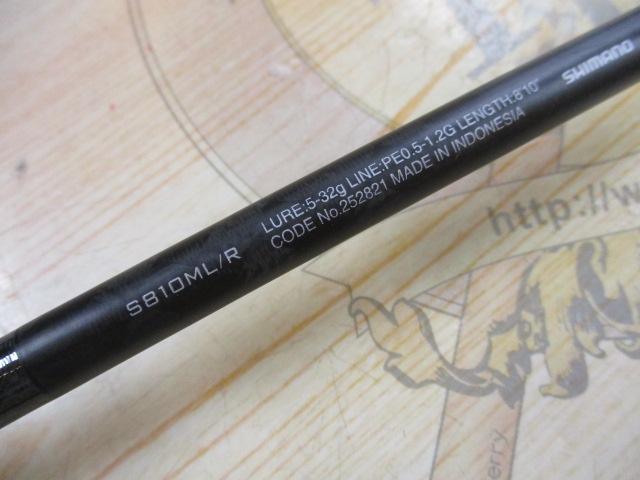 SHIMANO
LURE:5-32g LINE:PE0.5-1.2G LENGTH:8'10"
CODE No.252821 MADE IN INDONESIA
S810ML/R
http://w
erry